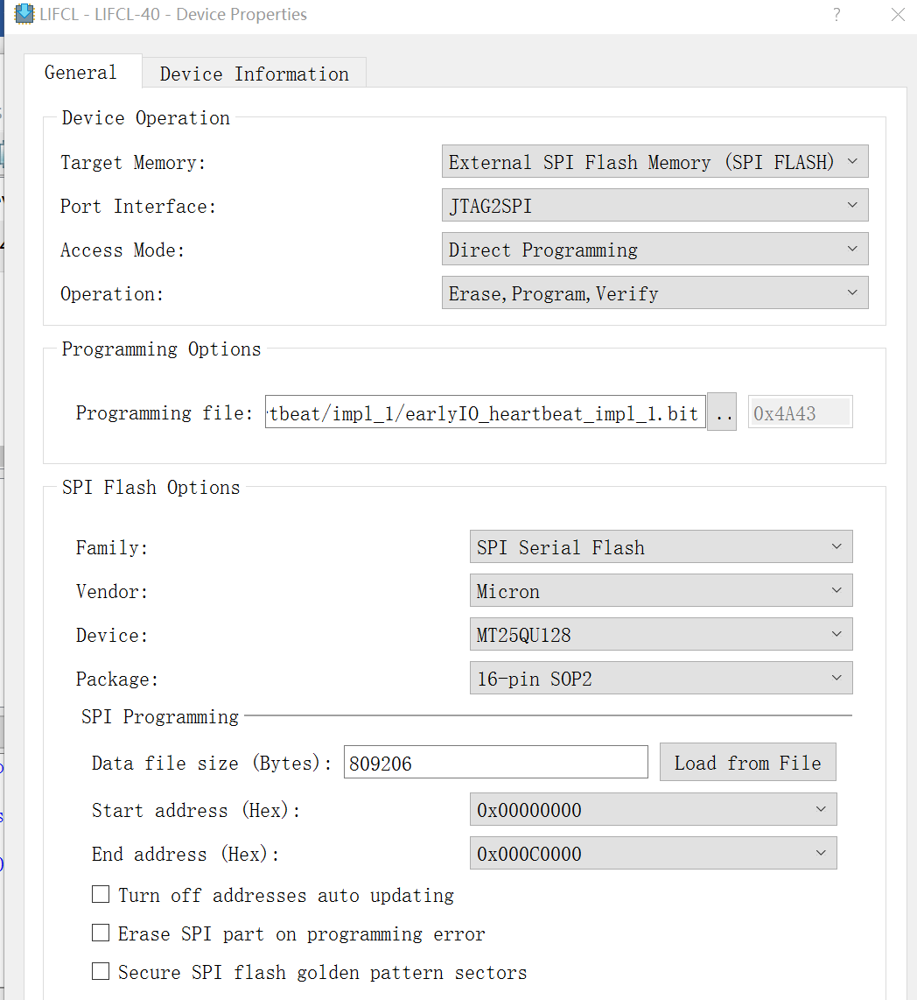 LIFCL - LIFCL-40 - Device Properties ?
General Device Information
Device Operation
Target Memory: External SPI Flash Memory (SPI FLASH)
Port Interface: JTAG2SPI
Access Mode: Direct Programming
Operation: Erase,Program,Verify
Programming Options
Programming file: tbeat/impl_1/earlyIO_heartbeat_impl_1.bit .. 0x4A43
SPI Flash Options
Family: SPI Serial Flash
Vendor: Micron
Device: MT25QU128
Package: 16-pin SOP2
SPI Programming
Data file size (Bytes): 809206 Load from File
Start address (Hex): 0x00000000
End address (Hex): 0x000C0000
Turn off addresses auto updating
Erase SPI part on programming error
Secure SPI flash golden pattern sectors